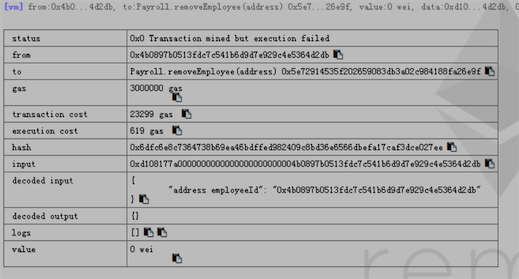 [vm] from:0x4b0...4d2db, to:Payroll.removeEmployee(address) 0x5e7...26e9f, value:0 wei, data:0xd10...4d2db, 0
status 0x0 Transaction mined but execution failed
from 0x4b0897b0513fdc7c541b6d9d7e929c4e5364d2db
to Payroll.removeEmployee(address) 0x5e72914535f202659083db3a02c984188fa26e9f
gas 3000000 gas
transaction cost 23299 gas
execution cost 619 gas
hash 0x6dfc6e8c7364738b69ea46bdffed982409c8bd36e5566dbefa17caf3dce027ee
input 0xd108177a0000000000000000000000004b0897b0513fdc7c541b6d9d7e929c4e5364d2db
decoded input {
"address employeeId": "0x4b0897b0513fdc7c541b6d9d7e929c4e5364d2db"
}
decoded output {}
logs []
value 0 wei
rem